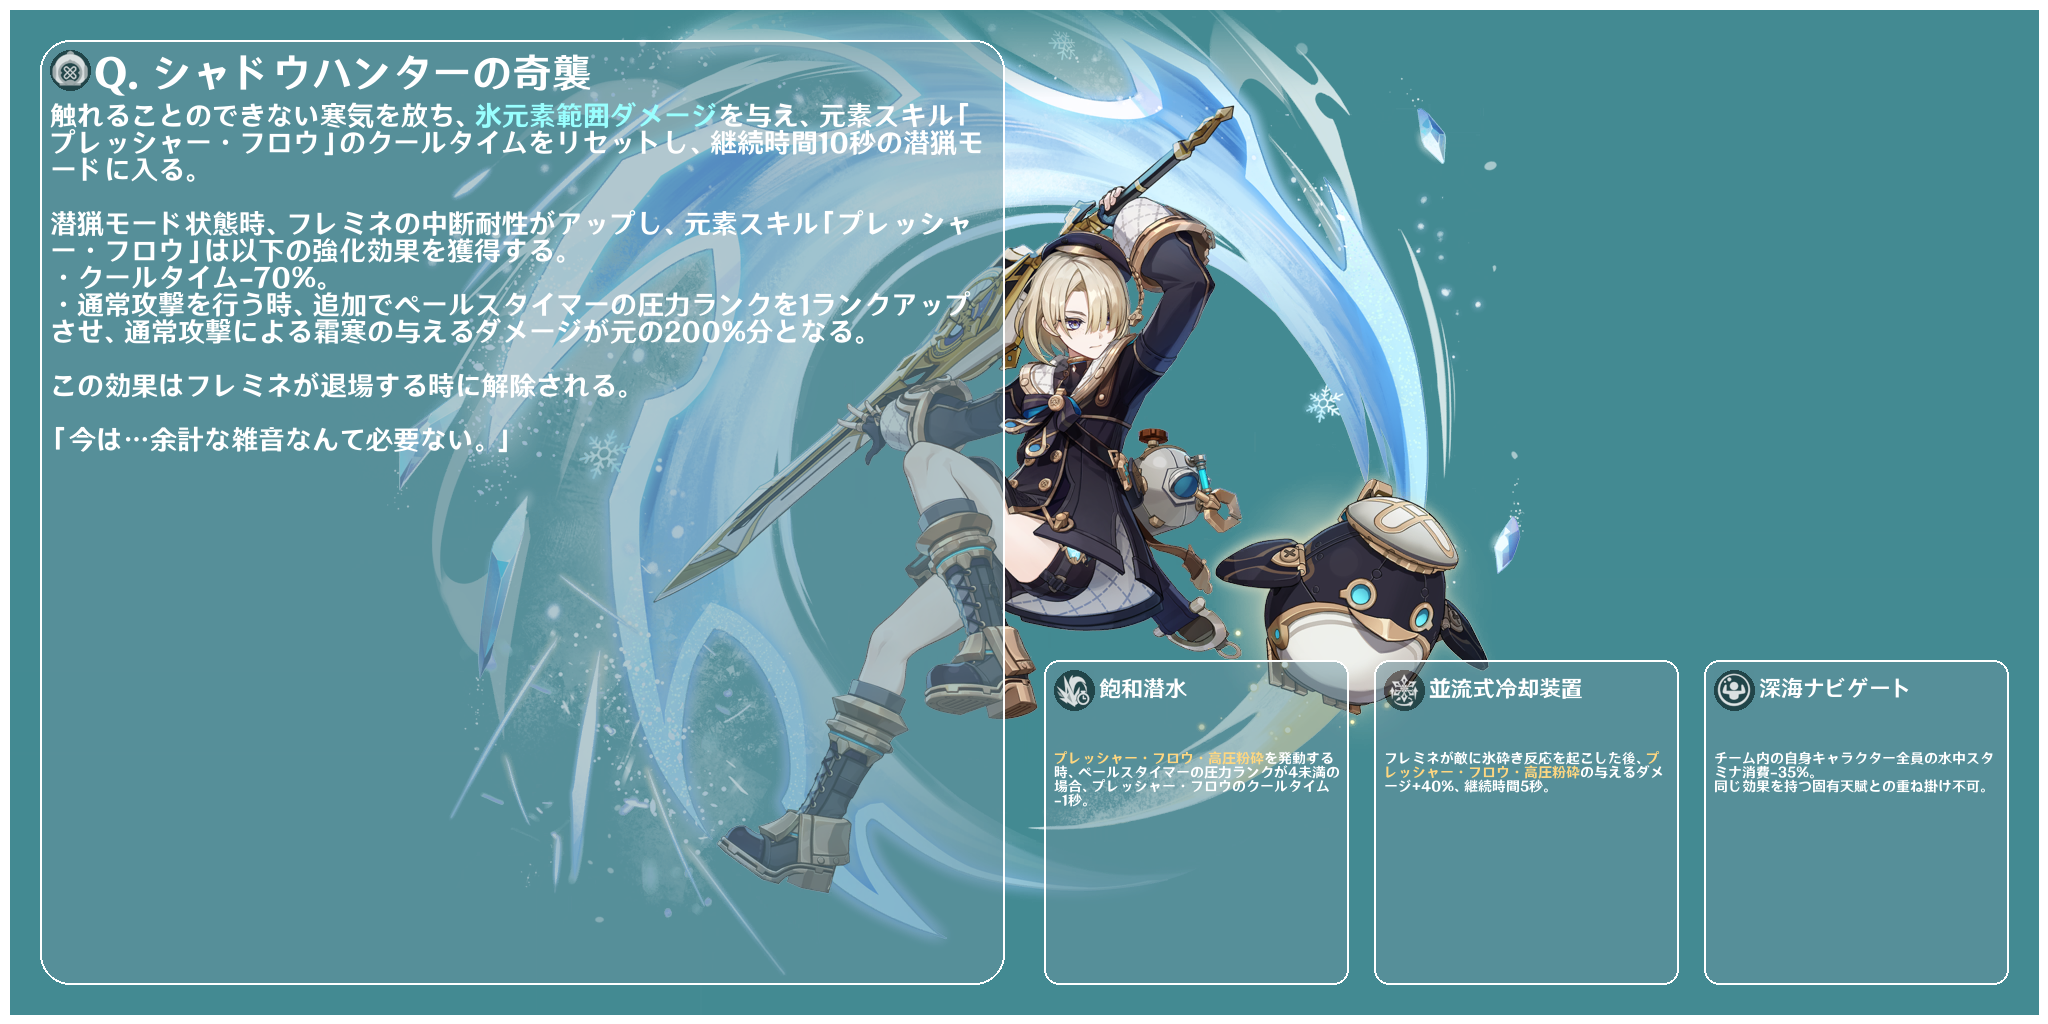 Q. シャドウハンターの奇襲
触れることのできない寒気を放ち、氷元素範囲ダメージを与え、元素スキル「
プレッシャー・フロウ」のクールタイムをリセットし、継続時間10秒の潜猟モ
ードに入る。
潜猟モード状態時、フレミネの中断耐性がアップし、元素スキル「プレッシャ
ー・フロウ」は以下の強化効果を獲得する。
・クールタイム-70%。
・通常攻撃を行う時、追加でペールスタイマーの圧力ランクを1ランクアップ
させ、通常攻撃による霜寒の与えるダメージが元の200%分となる。
この効果はフレミネが退場する時に解除される。
「今は…余計な雑音なんて必要ない。」
飽和潜水
プレッシャー・フロウ・高圧粉砕を発動する
時、ペールスタイマーの圧力ランクが4未満の
場合、プレッシャー・フロウのクールタイム
-1秒。
並流式冷却装置
フレミネが敵に氷砕き反応を起こした後、プ
レッシャー・フロウ・高圧粉砕の与えるダメ
ージ+40%、継続時間5秒。
深海ナビゲート
チーム内の自身キャラクター全員の水中スタ
ミナ消費-35%。
同じ効果を持つ固有天賦との重ね掛け不可。